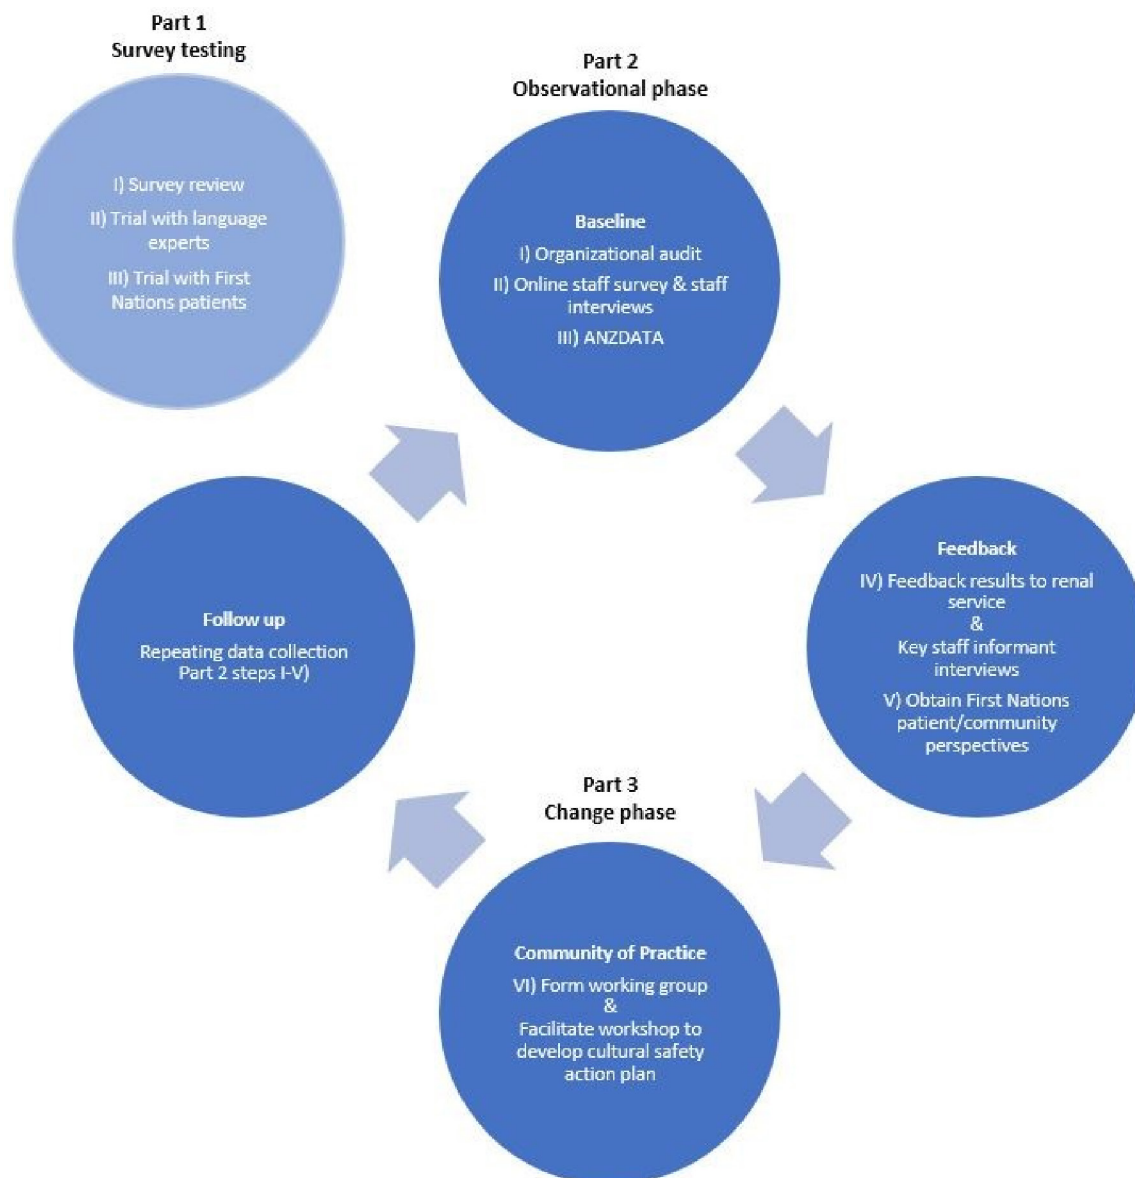 Part 1
Survey testing
I) Survey review
II) Trial with language
experts
III) Trial with First
Nations patients
Part 2
Observational phase
Baseline
I) Organizational audit
II) Online staff survey & staff
interviews
III) ANZDATA
Feedback
IV) Feedback results to renal
service
&
Key staff informant
interviews
V) Obtain First Nations
patient/community
perspectives
Part 3
Change phase
Community of Practice
VI) Form working group
&
Facilitate workshop to
develop cultural safety
action plan
Follow up
Repeating data collection
Part 2 steps I-V)